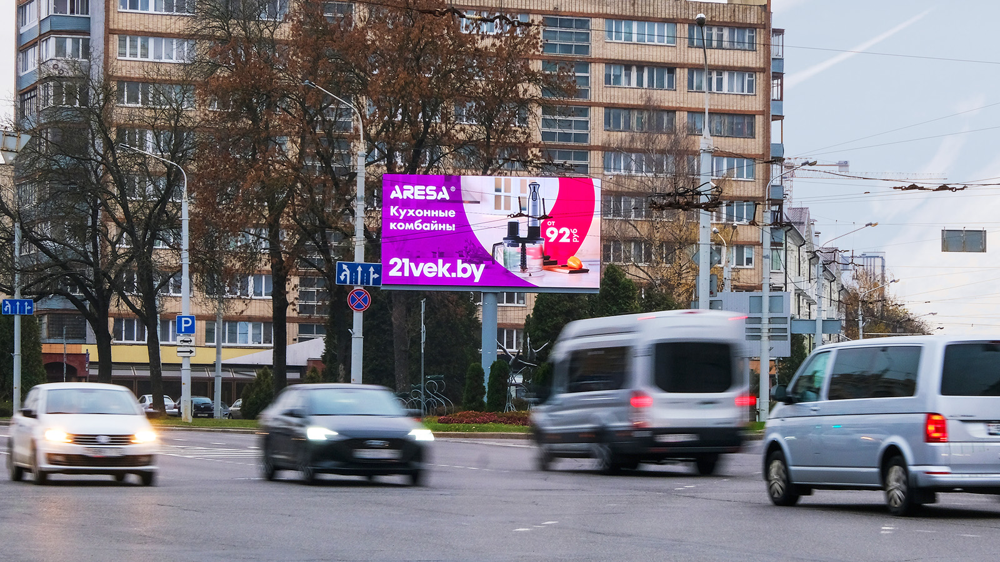 ARESA®
Кухонные
комбайны
от
92 руб
21vek.by
P